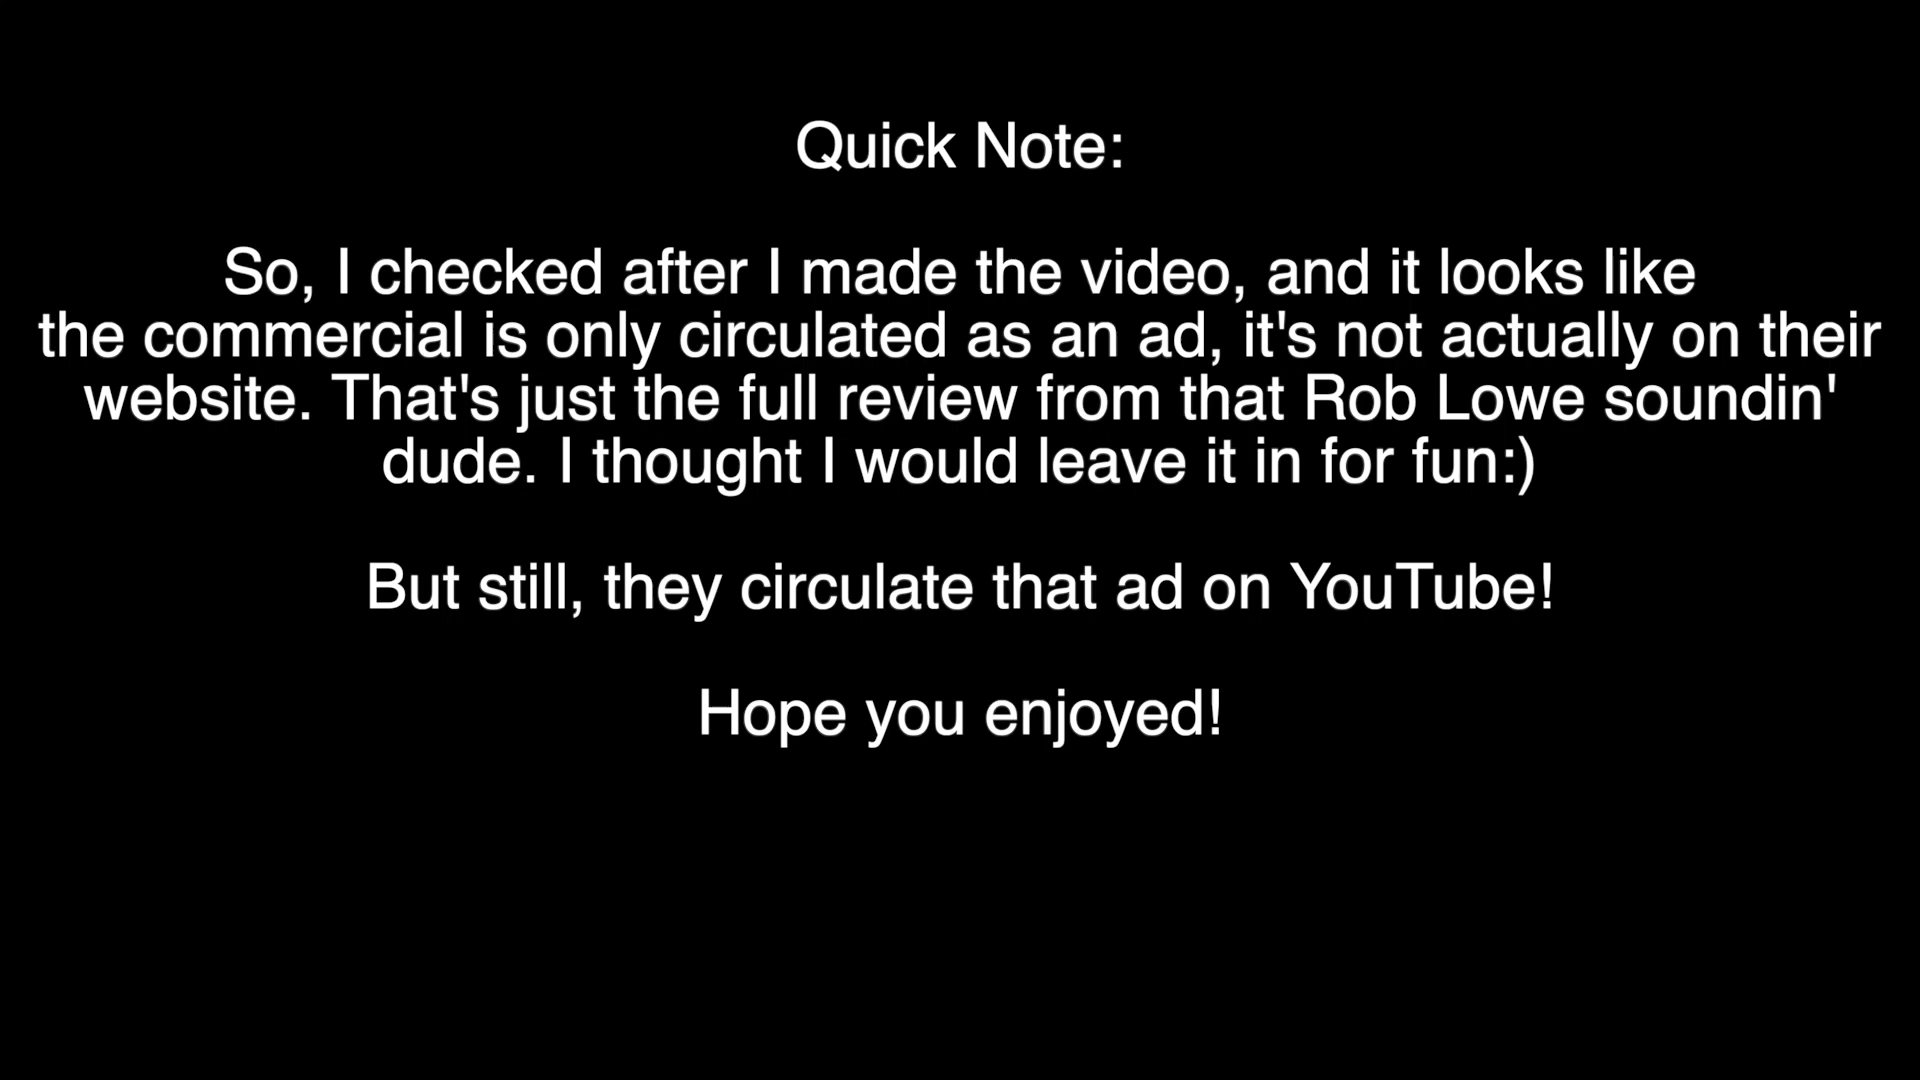 Quick Note:
So, I checked after I made the video, and it looks like
the commercial is only circulated as an ad, it's not actually on their
website. That's just the full review from that Rob Lowe soundin'
dude. I thought I would leave it in for fun:)
But still, they circulate that ad on YouTube!
Hope you enjoyed!